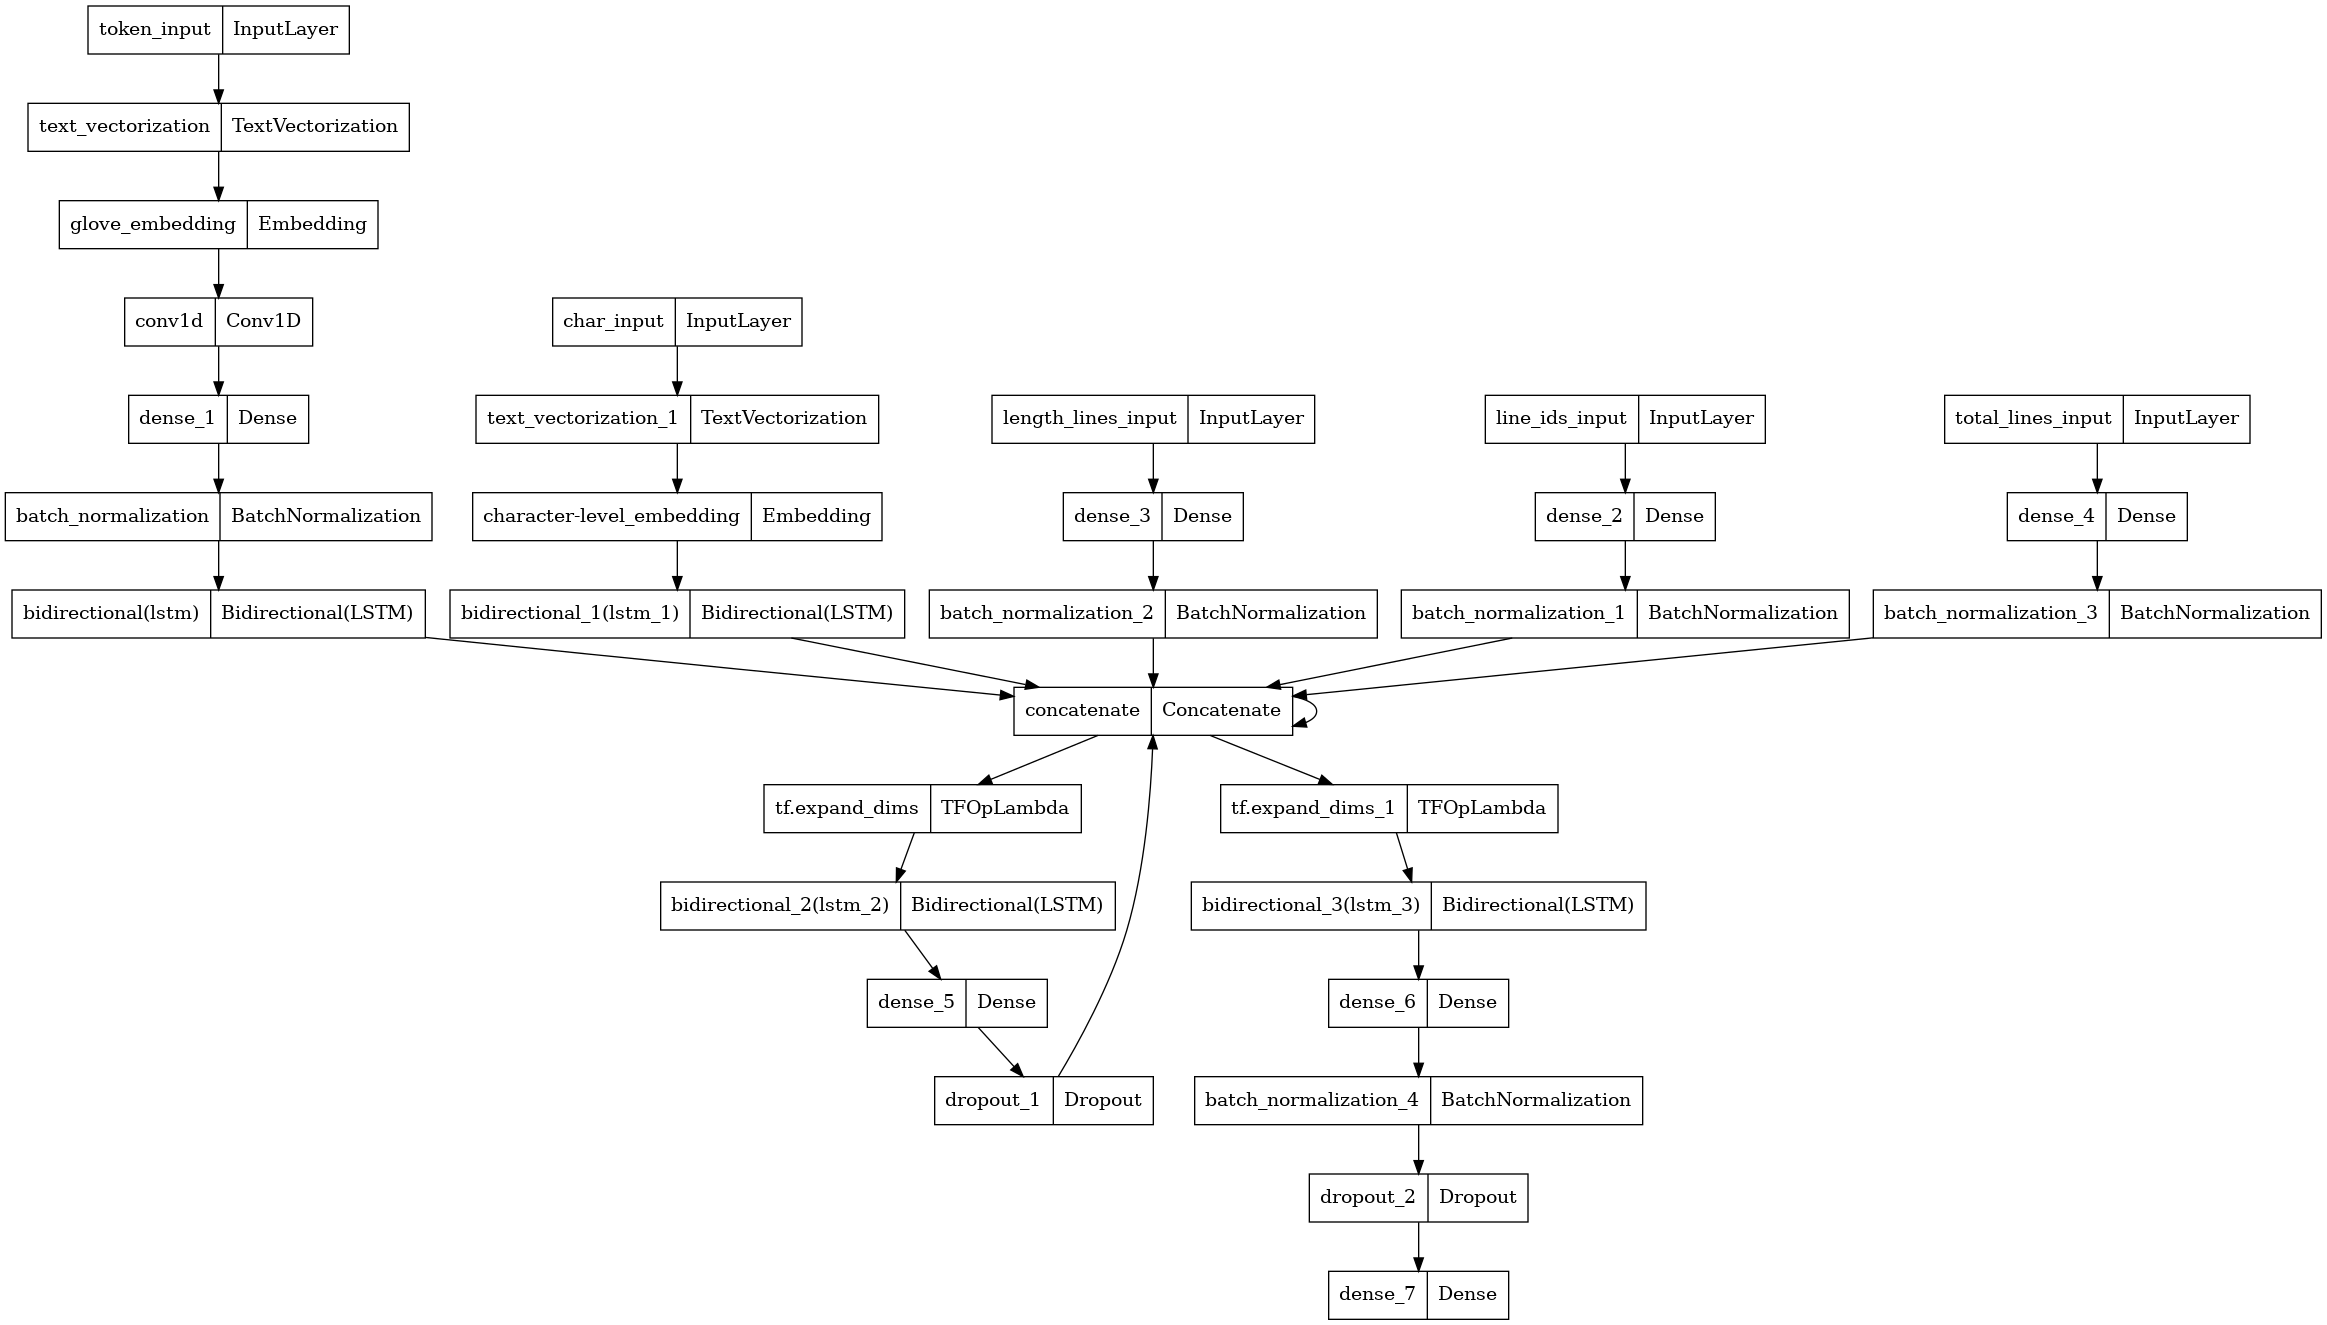 token_input InputLayer
text_vectorization TextVectorization
glove_embedding Embedding
conv1d Conv1D
char_input InputLayer
dense_1 Dense
text_vectorization_1 TextVectorization
length_lines_input InputLayer
line_ids_input InputLayer
total_lines_input InputLayer
batch_normalization BatchNormalization
character-level_embedding Embedding
dense_3 Dense
dense_2 Dense
dense_4 Dense
bidirectional(lstm) Bidirectional(LSTM)
bidirectional_1(lstm_1) Bidirectional(LSTM)
batch_normalization_2 BatchNormalization
batch_normalization_1 BatchNormalization
batch_normalization_3 BatchNormalization
concatenate Concatenate
tf.expand_dims TFOpLambda
tf.expand_dims_1 TFOpLambda
bidirectional_2(lstm_2) Bidirectional(LSTM)
bidirectional_3(lstm_3) Bidirectional(LSTM)
dense_5 Dense
dense_6 Dense
dropout_1 Dropout
batch_normalization_4 BatchNormalization
dropout_2 Dropout
dense_7 Dense